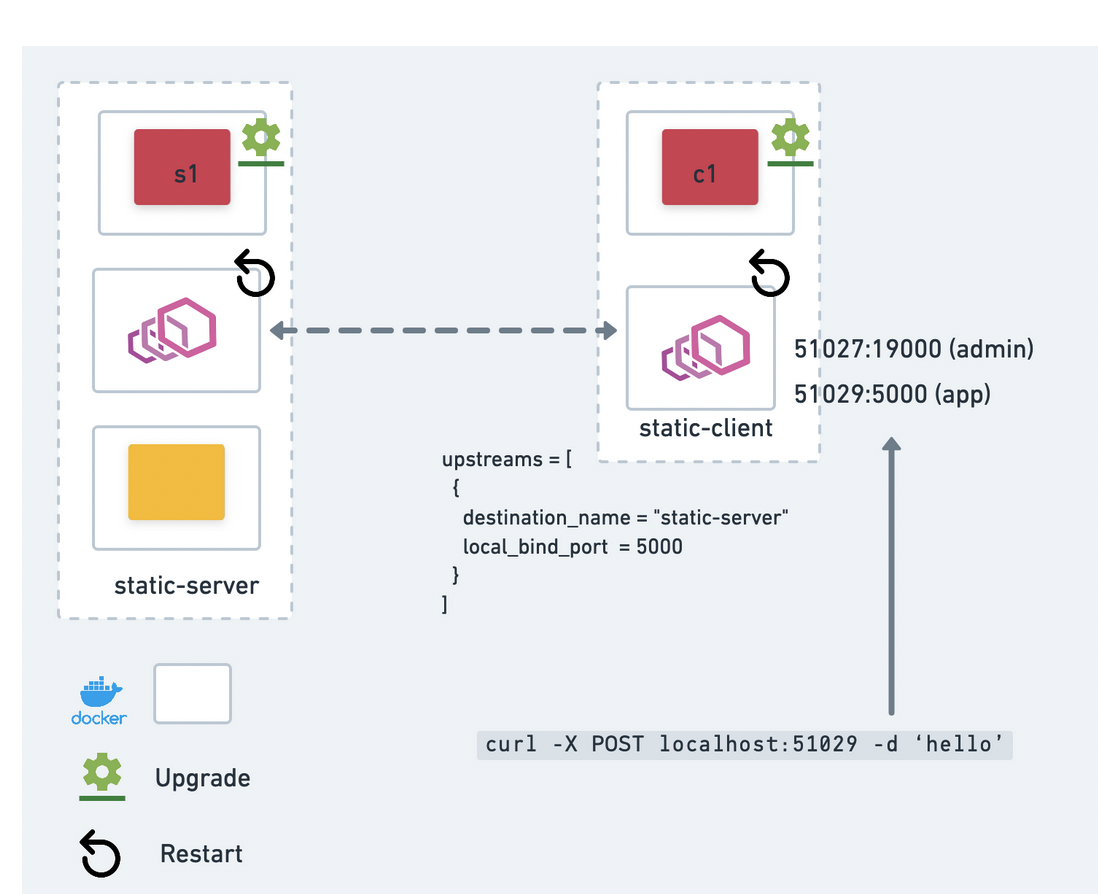 s1
c1
51027:19000 (admin)
51029:5000 (app)
static-client
upstreams = [
{
destination_name = "static-server"
local_bind_port = 5000
}
]
static-server
docker
curl -X POST localhost:51029 -d ‘hello’
Upgrade
Restart